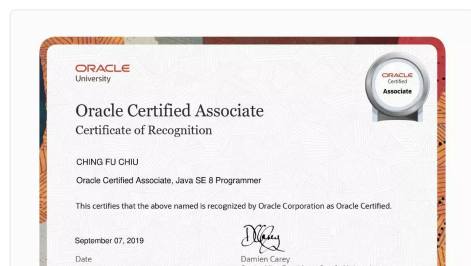 ORACLE
University
ORACLE
Certified
Associate
Oracle Certified Associate
Certificate of Recognition
CHING FU CHIU
Oracle Certified Associate, Java SE 8 Programmer
This certifies that the above named is recognized by Oracle Corporation as Oracle Certified.
September 07, 2019
Date
Damien Carey